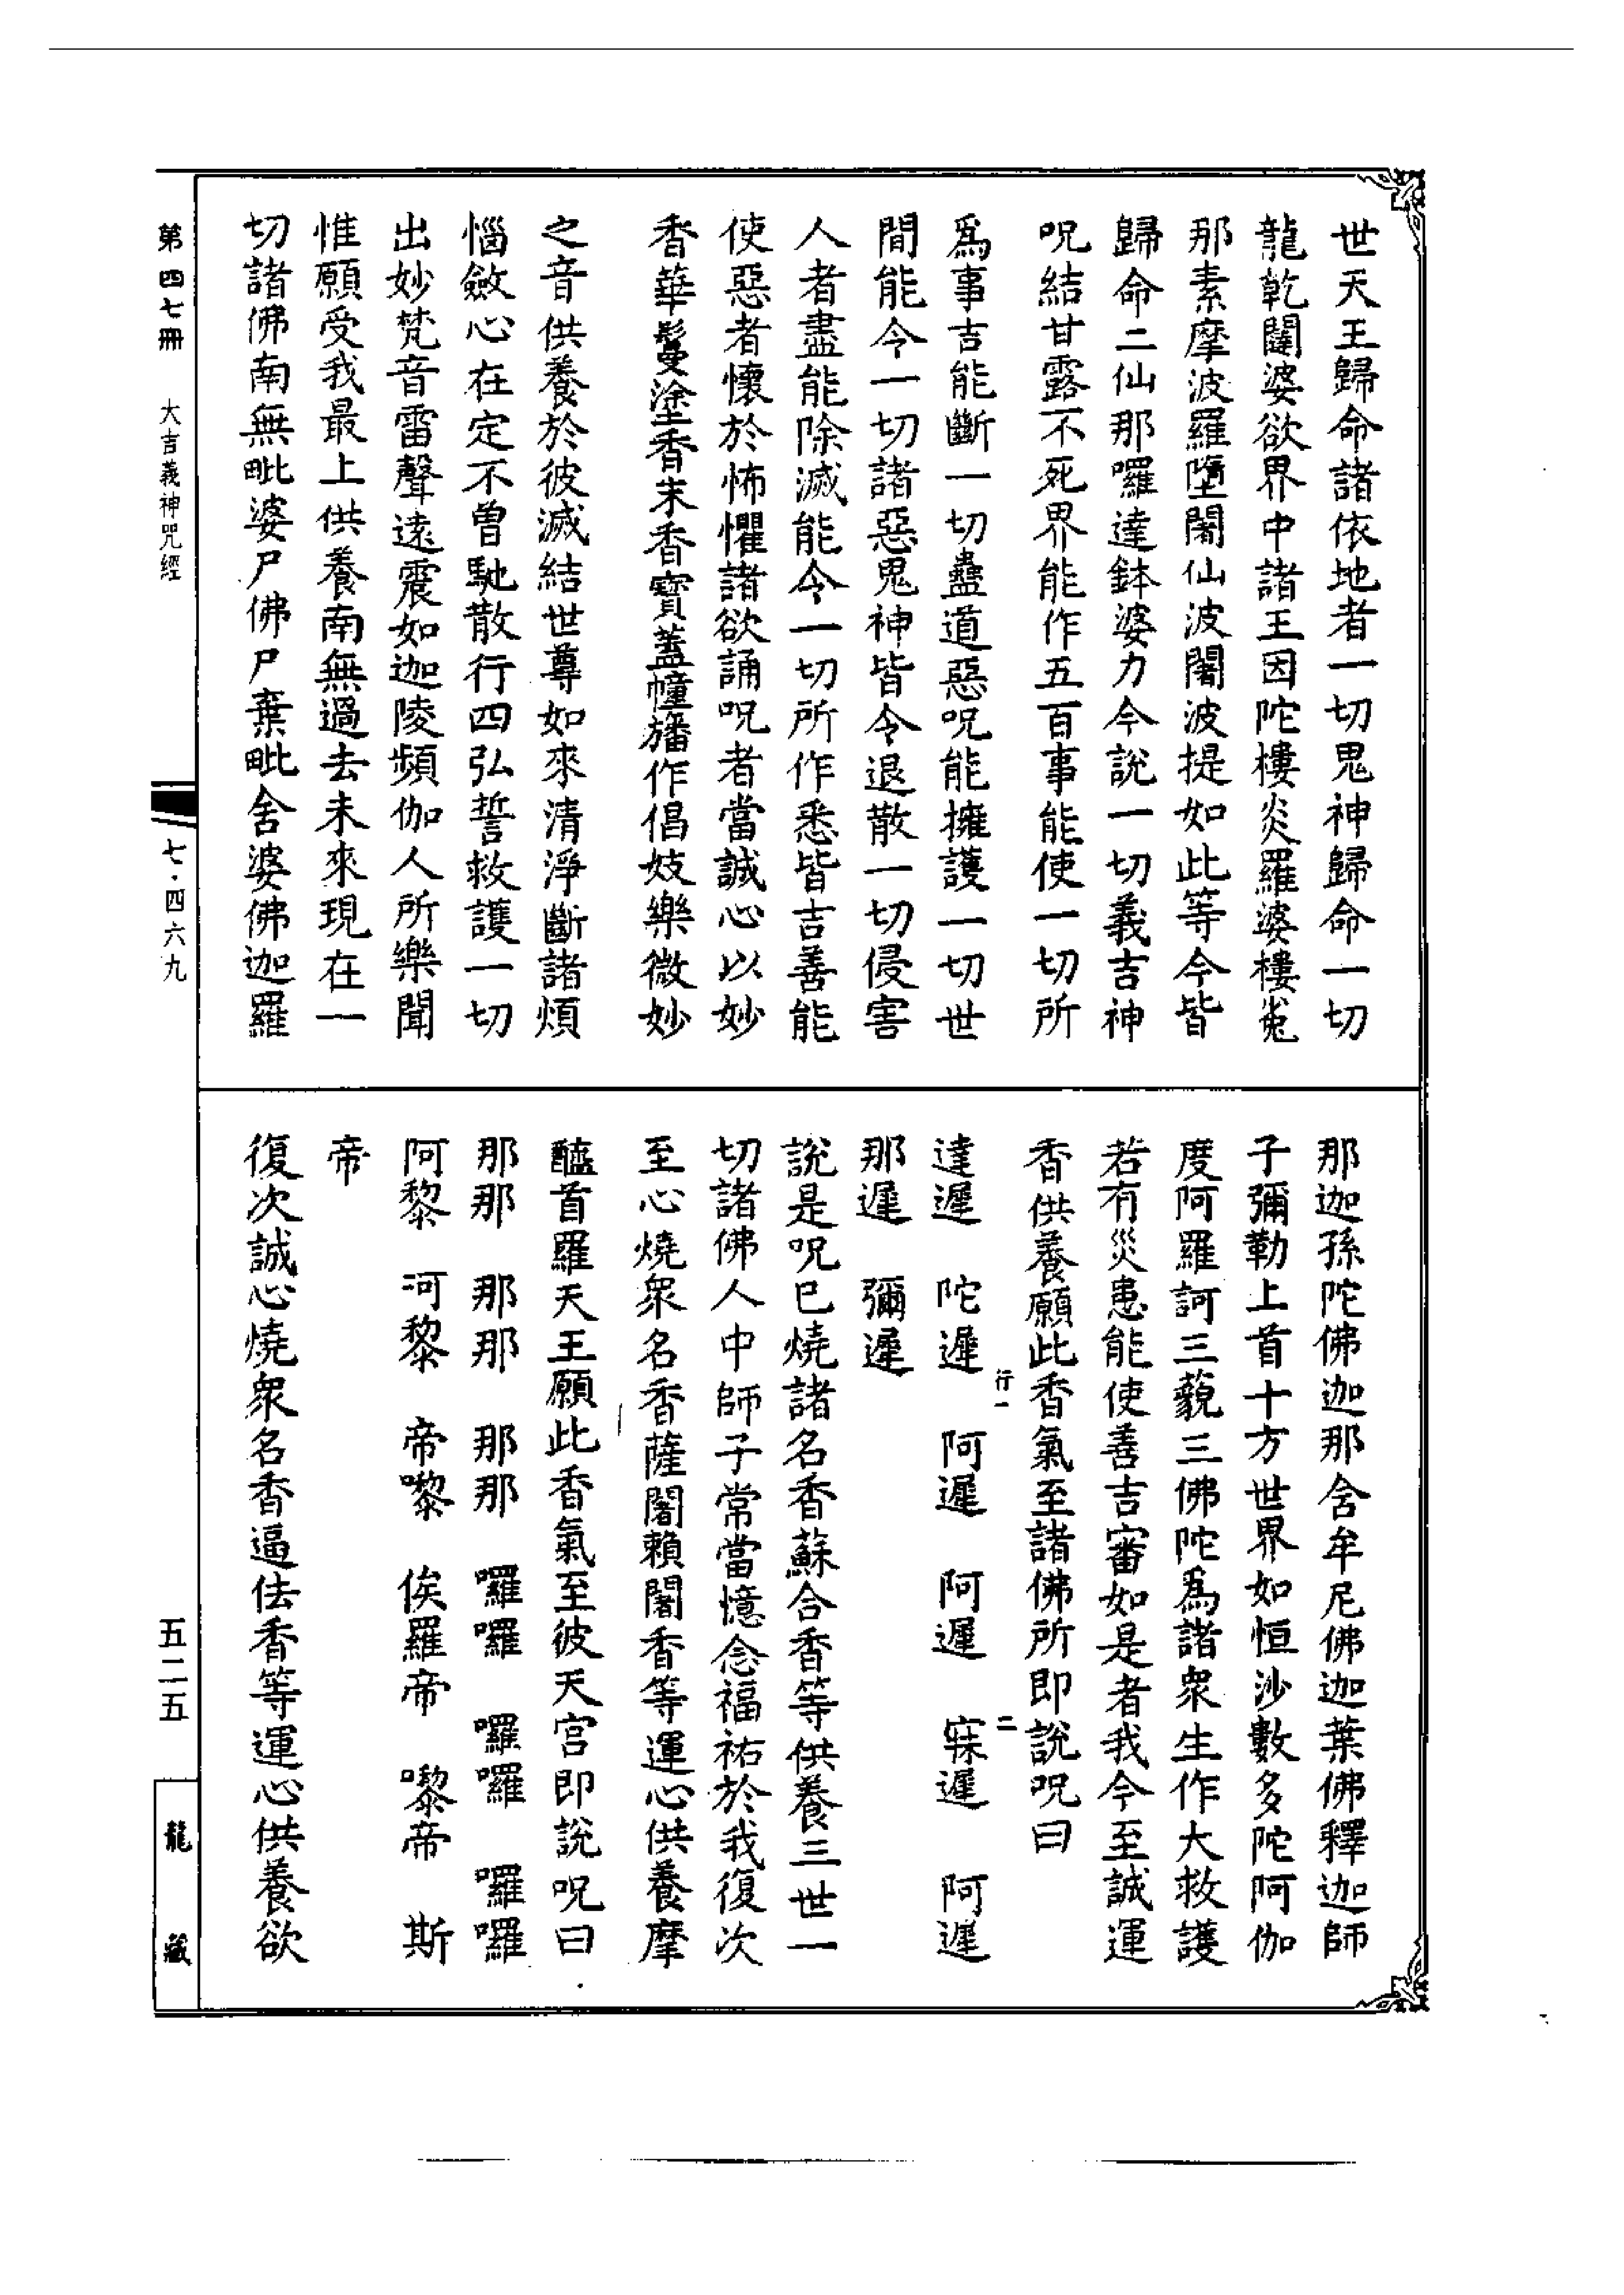 世天王歸命諸依地者一切鬼神歸命一切
龍乾闥婆欲界中諸王因陀樓炎羅婆樓㝹
那素摩波羅墮闍仙波闍波提如此等今皆
歸命二仙那囉達鉢婆力今說一切義吉神
呪結甘露不死界能作五百事能使一切所
爲事吉能斷一切蠱道惡呪能擁護一切世
間能令一切諸惡鬼神皆令退散一切侵害
人者盡能除滅能令一切所作悉皆吉善能
使惡者懷於怖懼諸欲誦呪者當誠心以妙
香華鬘塗香末香寶蓋幢旛作倡妓樂微妙
之音供養於彼滅結世尊如來清淨斷諸煩
惱斂心在定不曾馳散行四弘誓救護一切
出妙梵音雷聲遠震如迦陵頻伽人所樂聞
惟願受我最上供養南無過去未來現在一
切諸佛南無毗婆尸佛尸棄毗舍婆佛迦羅
那迦孫陀佛迦那舍牟尼佛迦葉佛釋迦師
子彌勒上首十方世界如恒沙數多陀阿伽
度阿羅訶三藐三佛陀爲諸衆生作大救護
若有災患能使善吉審如是者我今至誠運
香供養願此香氣至諸佛所即說呪曰
達遲 陀遲 行一 阿遲 阿遲 二 寐遲 阿遲
那遲 彌遲
說是呪已燒諸名香蘇合香等供養三世一
切諸佛人中師子常當憶念福祐於我復次
至心燒衆名香薩闍賴闍香等運心供養摩
醯首羅天王願此香氣至彼天宮即說呪曰
那那 那那 那那 囉囉 囉囉 囉囉
阿黎 河黎 帝嚟 俟羅帝 嚟帝 斯
帝
復次誠心燒衆名香逼佉香等運心供養欲
第四七冊 大吉義神咒經
七·四六九
五二五
龍藏